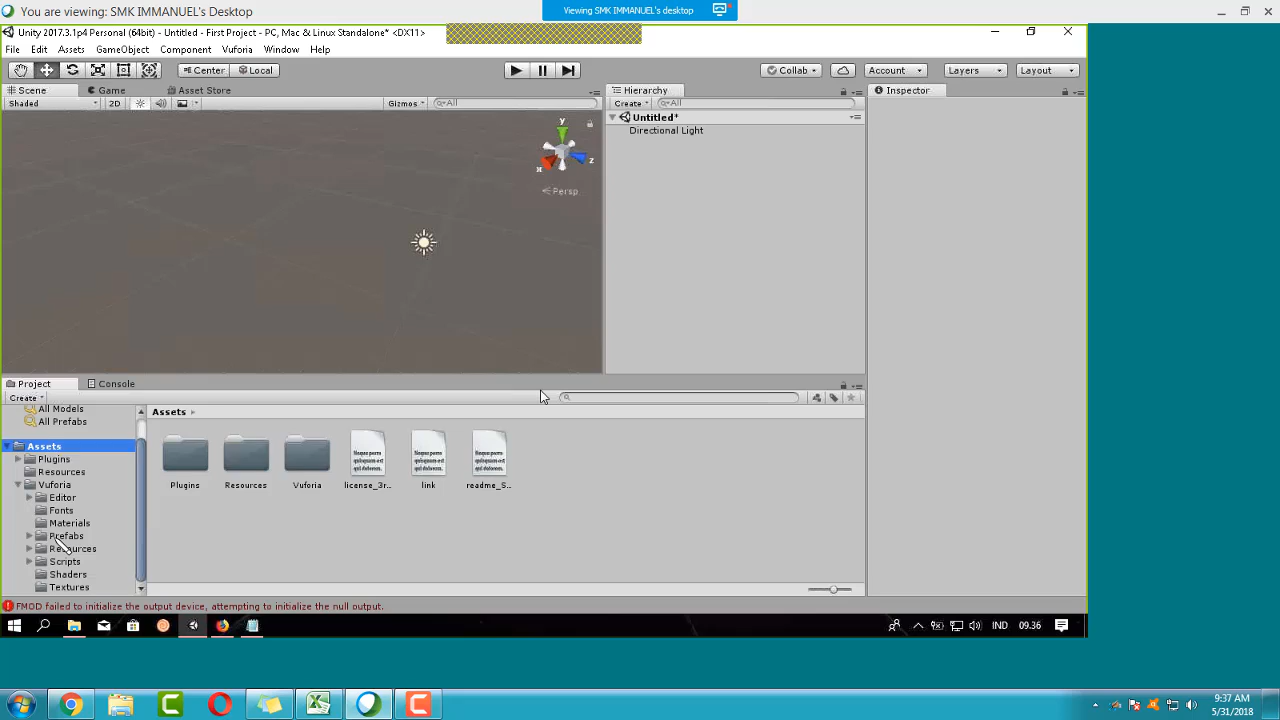 You are viewing: SMK IMMANUEL's Desktop
Viewing SMK IMMANUEL's desktop
Unity 2017.3.1p4 Personal (64bit) - Untitled - First Project - PC, Mac & Linux Standalone* <DX11>
File Edit Assets GameObject Component Vuforia Window Help
Center Local Collab Account Layers Layout
Scene Game Asset Store Hierarchy Inspector
Shaded 2D Gizmos All Create All
Untitled*
Directional Light
y
z
x
Persp
Project Console
Create
All Models
All Prefabs
Assets
Assets
Plugins
Resources
Vuforia
Editor
Fonts
Materials
Prefabs
Resources
Scripts
Shaders
Textures
Plugins Resources Vuforia license_3r... link readme_S...
FMOD failed to initialize the output device, attempting to initialize the null output.
IND 09.36
9:37 AM
5/31/2018